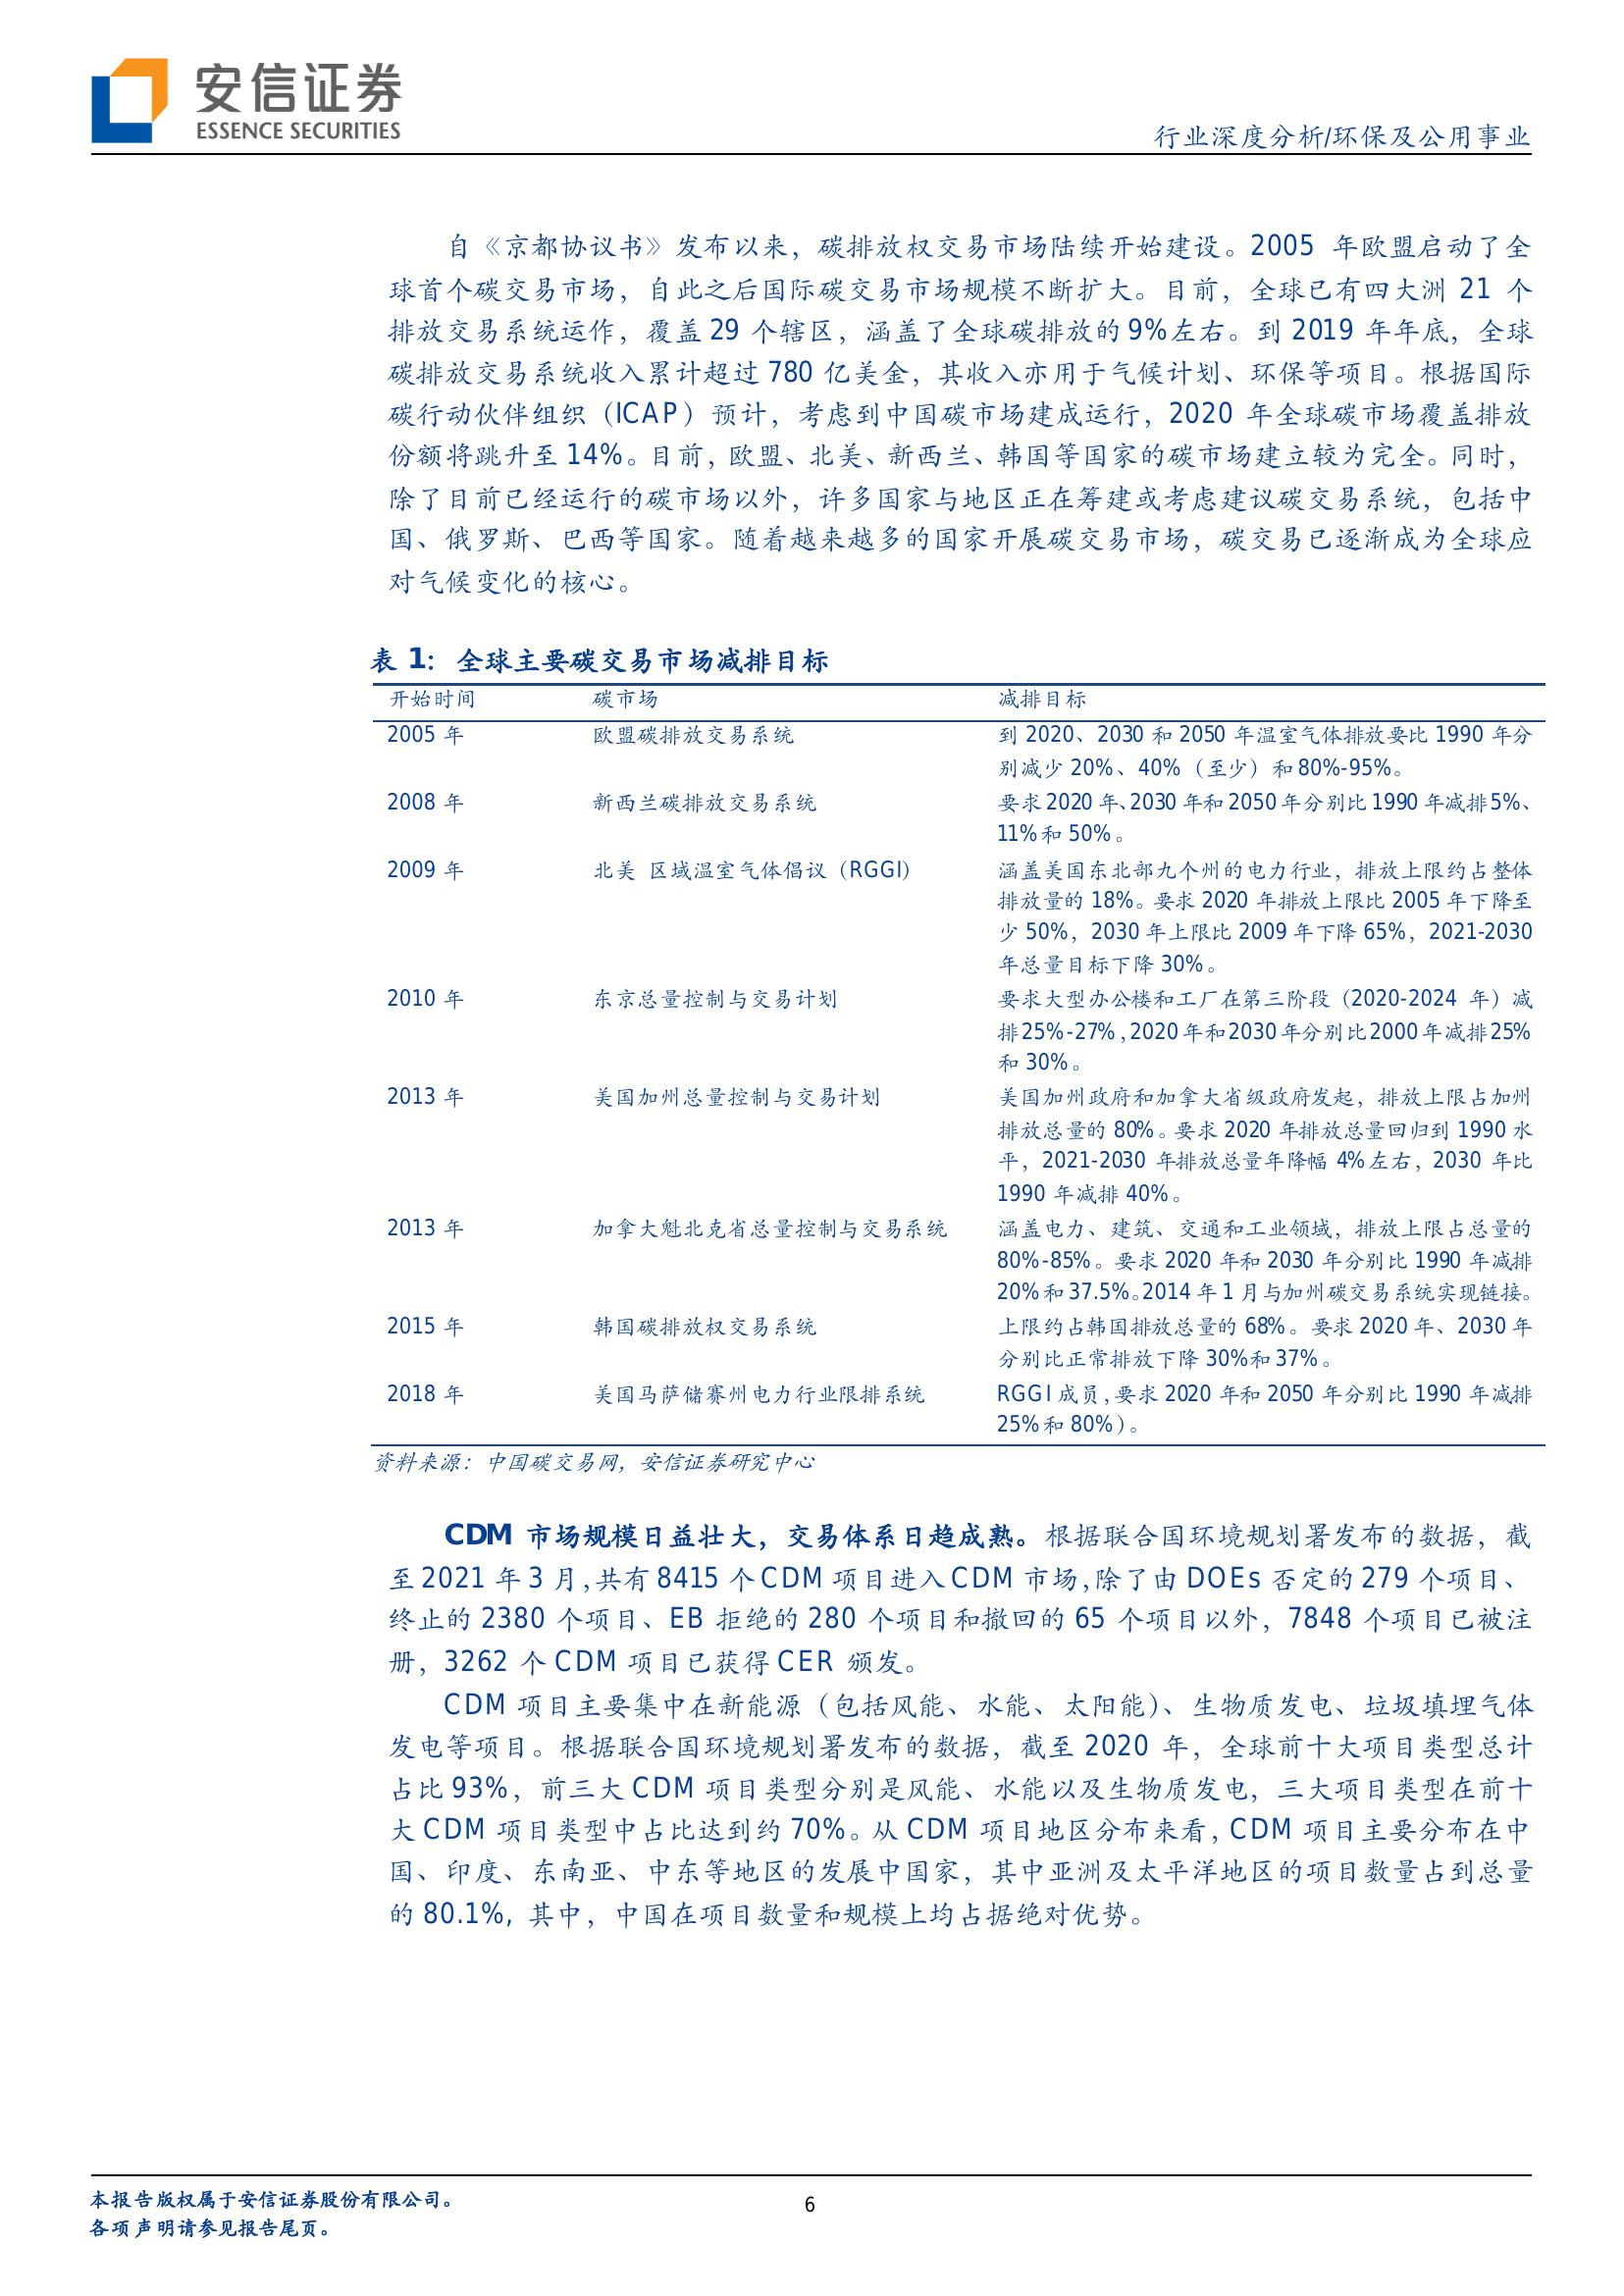 安信证券
ESSENCE SECURITIES
行业深度分析/环保及公用事业
自《京都协议书》发布以来，碳排放权交易市场陆续开始建设。2005 年欧盟启动了全
球首个碳交易市场，自此之后国际碳交易市场规模不断扩大。目前，全球已有四大洲 21 个
排放交易系统运作，覆盖 29 个辖区，涵盖了全球碳排放的 9%左右。到 2019 年年底，全球
碳排放交易系统收入累计超过 780 亿美金，其收入亦用于气候计划、环保等项目。根据国际
碳行动伙伴组织（ICAP）预计，考虑到中国碳市场建成运行，2020 年全球碳市场覆盖排放
份额将跳升至 14%。目前，欧盟、北美、新西兰、韩国等国家的碳市场建立较为完全。同时，
除了目前已经运行的碳市场以外，许多国家与地区正在筹建或考虑建议碳交易系统，包括中
国、俄罗斯、巴西等国家。随着越来越多的国家开展碳交易市场，碳交易已逐渐成为全球应
对气候变化的核心。
表 1：全球主要碳交易市场减排目标
开始时间 碳市场 减排目标
2005 年 欧盟碳排放交易系统 到 2020、2030 和 2050 年温室气体排放要比 1990 年分
别减少 20%、40%（至少）和 80%-95%。
2008 年 新西兰碳排放交易系统 要求 2020 年、2030 年和 2050 年分别比 1990 年减排 5%、
11%和 50%。
2009 年 北美 区域温室气体倡议（RGGI） 涵盖美国东北部九个州的电力行业，排放上限约占整体
排放量的 18%。要求 2020 年排放上限比 2005 年下降至
少 50%，2030 年上限比 2009 年下降 65%，2021-2030
年总量目标下降 30%。
2010 年 东京总量控制与交易计划 要求大型办公楼和工厂在第三阶段（2020-2024 年）减
排 25%-27%，2020 年和 2030 年分别比 2000 年减排 25%
和 30%。
2013 年 美国加州总量控制与交易计划 美国加州政府和加拿大省级政府发起，排放上限占加州
排放总量的 80%。要求 2020 年排放总量回归到 1990 水
平，2021-2030 年排放总量年降幅 4%左右，2030 年比
1990 年减排 40%。
2013 年 加拿大魁北克省总量控制与交易系统 涵盖电力、建筑、交通和工业领域，排放上限占总量的
80%-85%。要求 2020 年和 2030 年分别比 1990 年减排
20%和 37.5%。2014 年 1 月与加州碳交易系统实现链接。
2015 年 韩国碳排放权交易系统 上限约占韩国排放总量的 68%。要求 2020 年、2030 年
分别比正常排放下降 30%和 37%。
2018 年 美国马萨储赛州电力行业限排系统 RGGI 成员，要求 2020 年和 2050 年分别比 1990 年减排
25%和 80%）。
资料来源：中国碳交易网，安信证券研究中心
CDM 市场规模日益壮大，交易体系日趋成熟。根据联合国环境规划署发布的数据，截
至 2021 年 3 月，共有 8415 个 CDM 项目进入 CDM 市场，除了由 DOEs 否定的 279 个项目、
终止的 2380 个项目、EB 拒绝的 280 个项目和撤回的 65 个项目以外，7848 个项目已被注
册，3262 个 CDM 项目已获得 CER 颁发。
CDM 项目主要集中在新能源（包括风能、水能、太阳能）、生物质发电、垃圾填埋气体
发电等项目。根据联合国环境规划署发布的数据，截至 2020 年，全球前十大项目类型总计
占比 93%，前三大 CDM 项目类型分别是风能、水能以及生物质发电，三大项目类型在前十
大 CDM 项目类型中占比达到约 70%。从 CDM 项目地区分布来看，CDM 项目主要分布在中
国、印度、东南亚、中东等地区的发展中国家，其中亚洲及太平洋地区的项目数量占到总量
的 80.1%, 其中，中国在项目数量和规模上均占据绝对优势。
本报告版权属于安信证券股份有限公司。
各项声明请参见报告尾页。
6